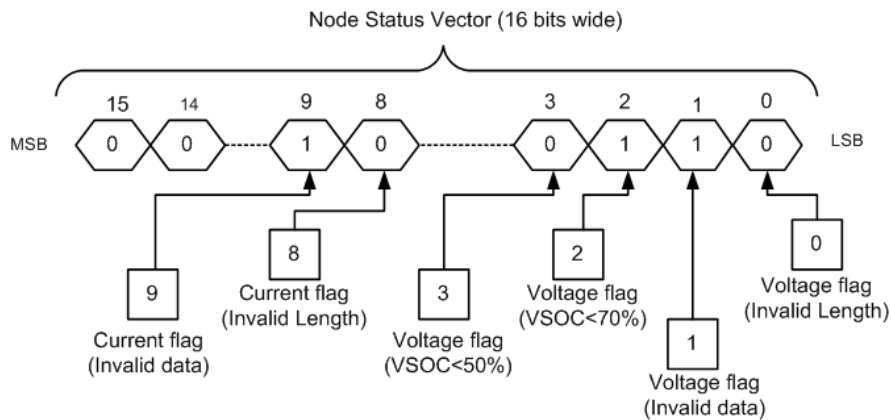 Node Status Vector (16 bits wide)
15 14 9 8 3 2 1 0
MSB 0 0 1 0 0 1 1 0 LSB
9
Current flag
(Invalid data)
8
Current flag
(Invalid Length)
3
Voltage flag
(VSOC<50%)
2
Voltage flag
(VSOC<70%)
1
Voltage flag
(Invalid data)
0
Voltage flag
(Invalid Length)